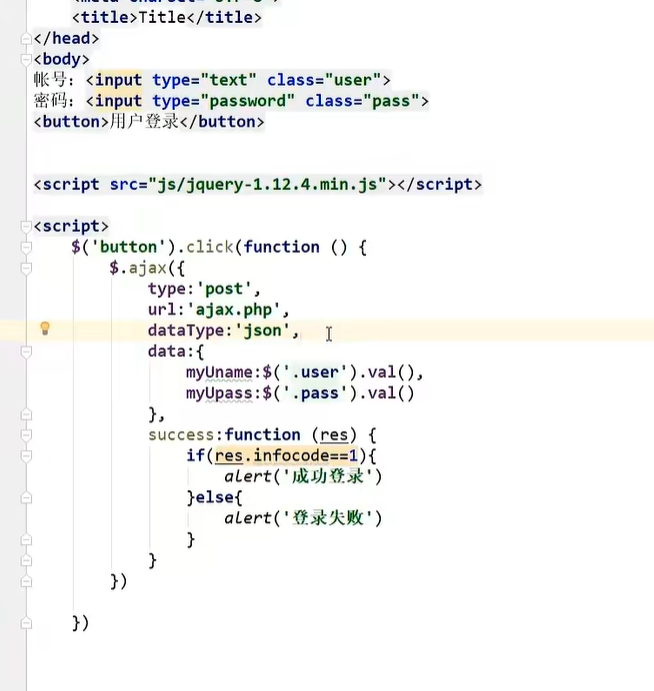 <title>Title</title>
</head>
<body>
帐号：<input type="text" class="user">
密码：<input type="password" class="pass">
<button>用户登录</button>
<script src="js/jquery-1.12.4.min.js"></script>
<script>
$('button').click(function () {
$.ajax({
type:'post',
url:'ajax.php',
dataType:'json',
data:{
myUname:$('.user').val(),
myUpass:$('.pass').val()
},
success:function (res) {
if(res.infocode==1){
alert('成功登录')
}else{
alert('登录失败')
}
}
})
})